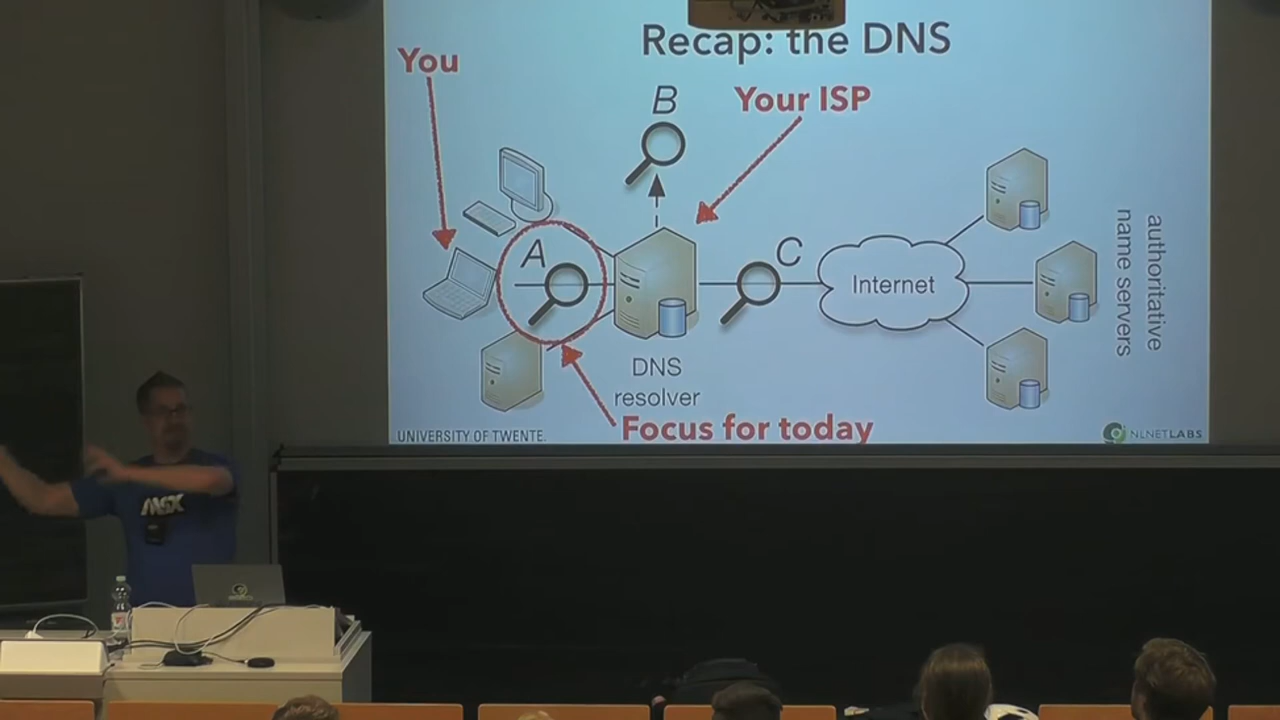 Recap: the DNS
You
B
Your ISP
A
C
Internet
authoritative
name servers
DNS
resolver
Focus for today
UNIVERSITY OF TWENTE.
NLNETLABS
MSX